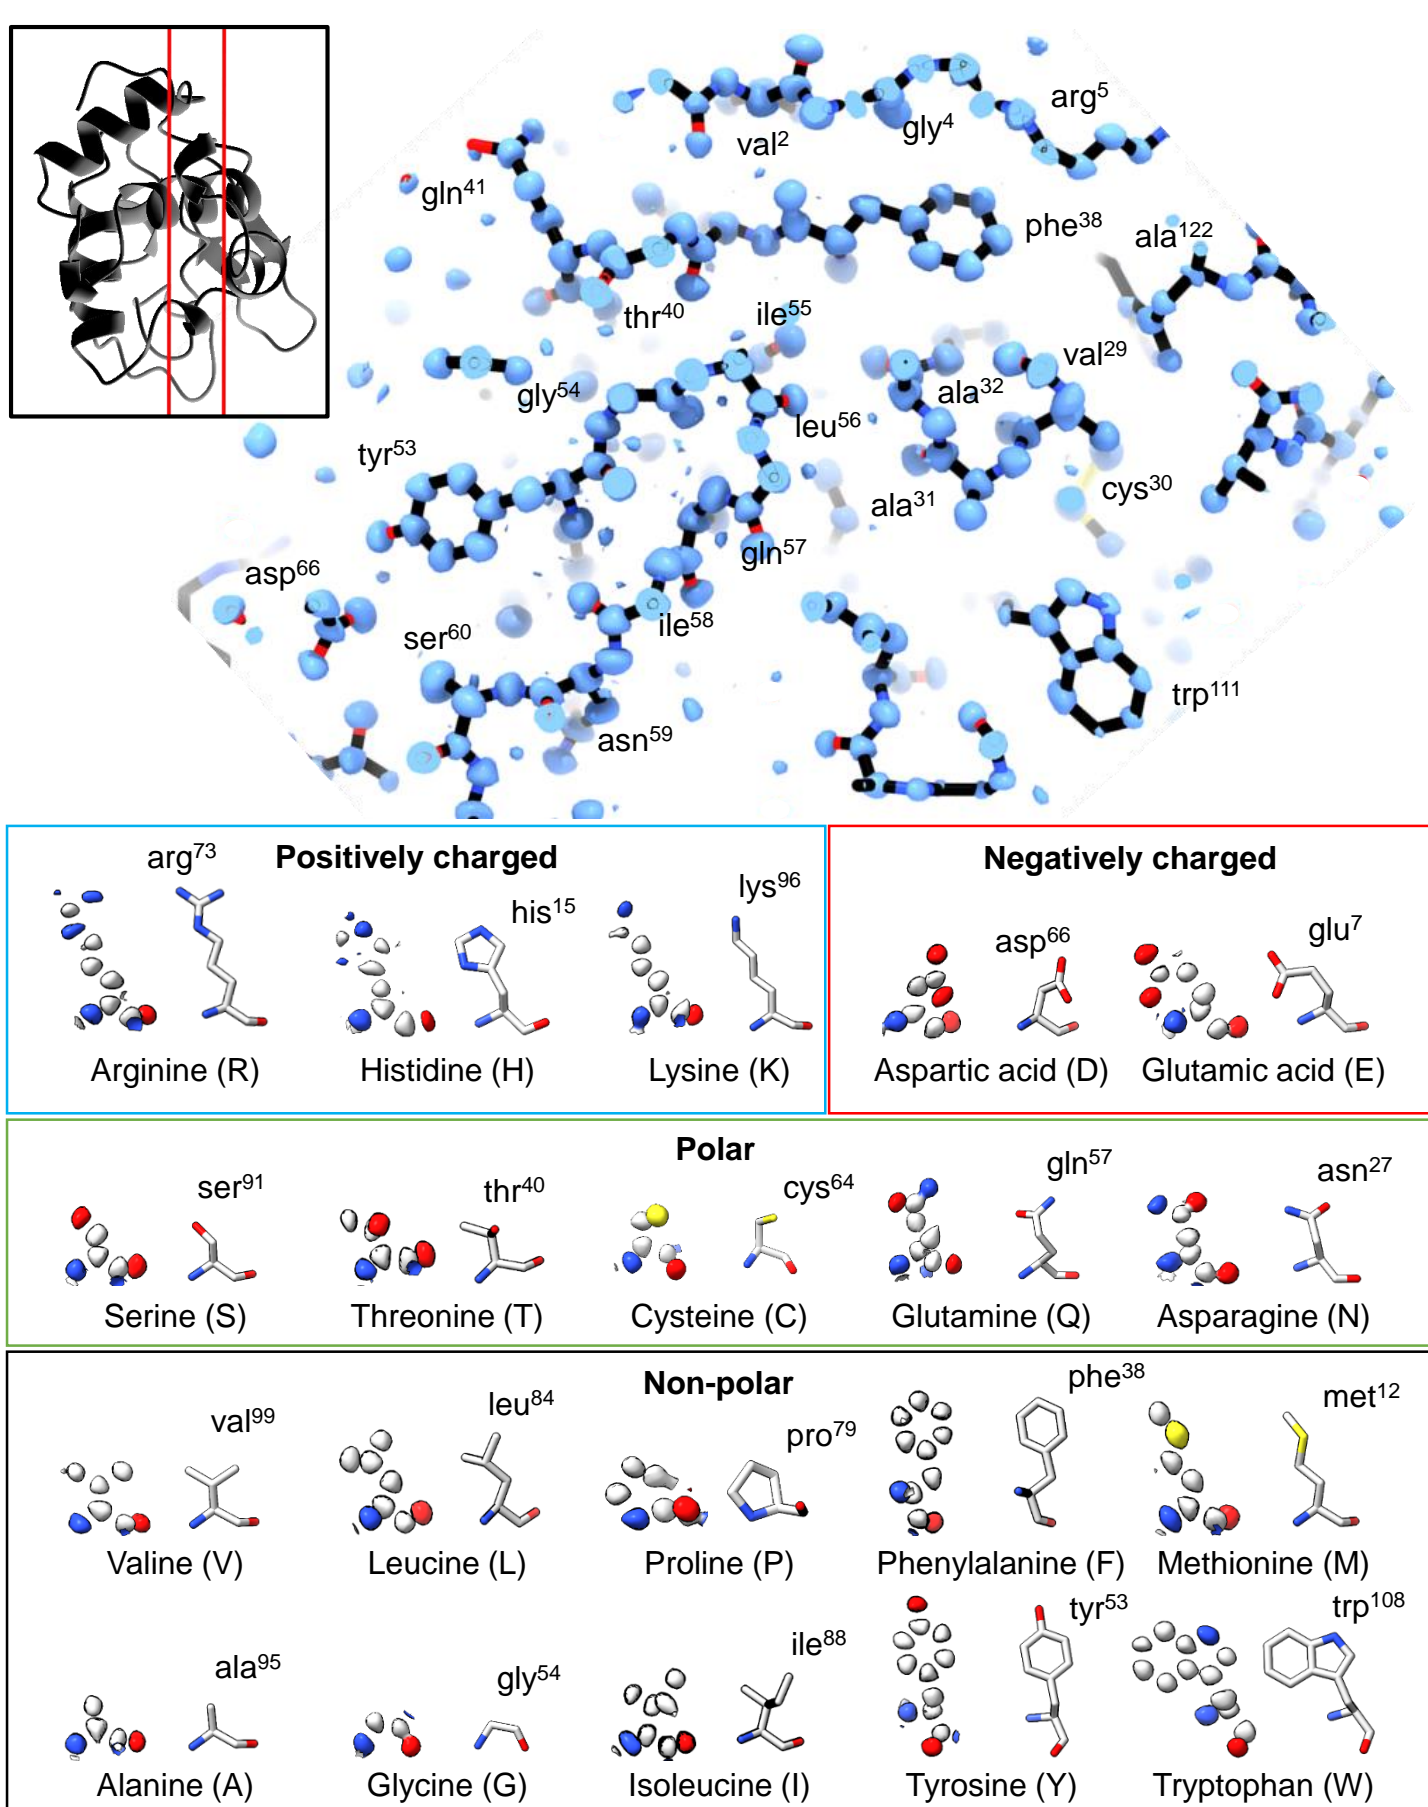 arg⁵
val²
gly⁴
gln⁴¹
phe³⁸
ala¹²²
thr⁴⁰
ile⁵⁵
val²⁹
gly⁵⁴
ala³²
leu⁵⁶
tyr⁵³
cys³⁰
ala³¹
gln⁵⁷
asp⁶⁶
ser⁶⁰
ile⁵⁸
trp¹¹¹
asn⁵⁹
Positively charged
arg⁷³
his¹⁵
lys⁹⁶
Arginine (R)
Histidine (H)
Lysine (K)
Negatively charged
asp⁶⁶
glu⁷
Aspartic acid (D)
Glutamic acid (E)
Polar
ser⁹¹
thr⁴⁰
cys⁶⁴
gln⁵⁷
asn²⁷
Serine (S)
Threonine (T)
Cysteine (C)
Glutamine (Q)
Asparagine (N)
Non-polar
val⁹⁹
leu⁸⁴
pro⁷⁹
phe³⁸
met¹²
Valine (V)
Leucine (L)
Proline (P)
Phenylalanine (F)
Methionine (M)
ala⁹⁵
gly⁵⁴
ile⁸⁸
tyr⁵³
trp¹⁰⁸
Alanine (A)
Glycine (G)
Isoleucine (I)
Tyrosine (Y)
Tryptophan (W)